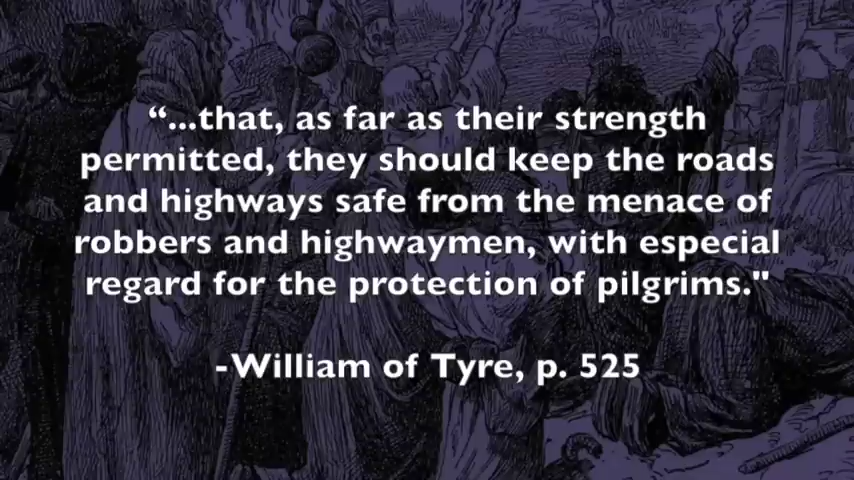 “...that, as far as their strength
permitted, they should keep the roads
and highways safe from the menace of
robbers and highwaymen, with especial
regard for the protection of pilgrims."
-William of Tyre, p. 525